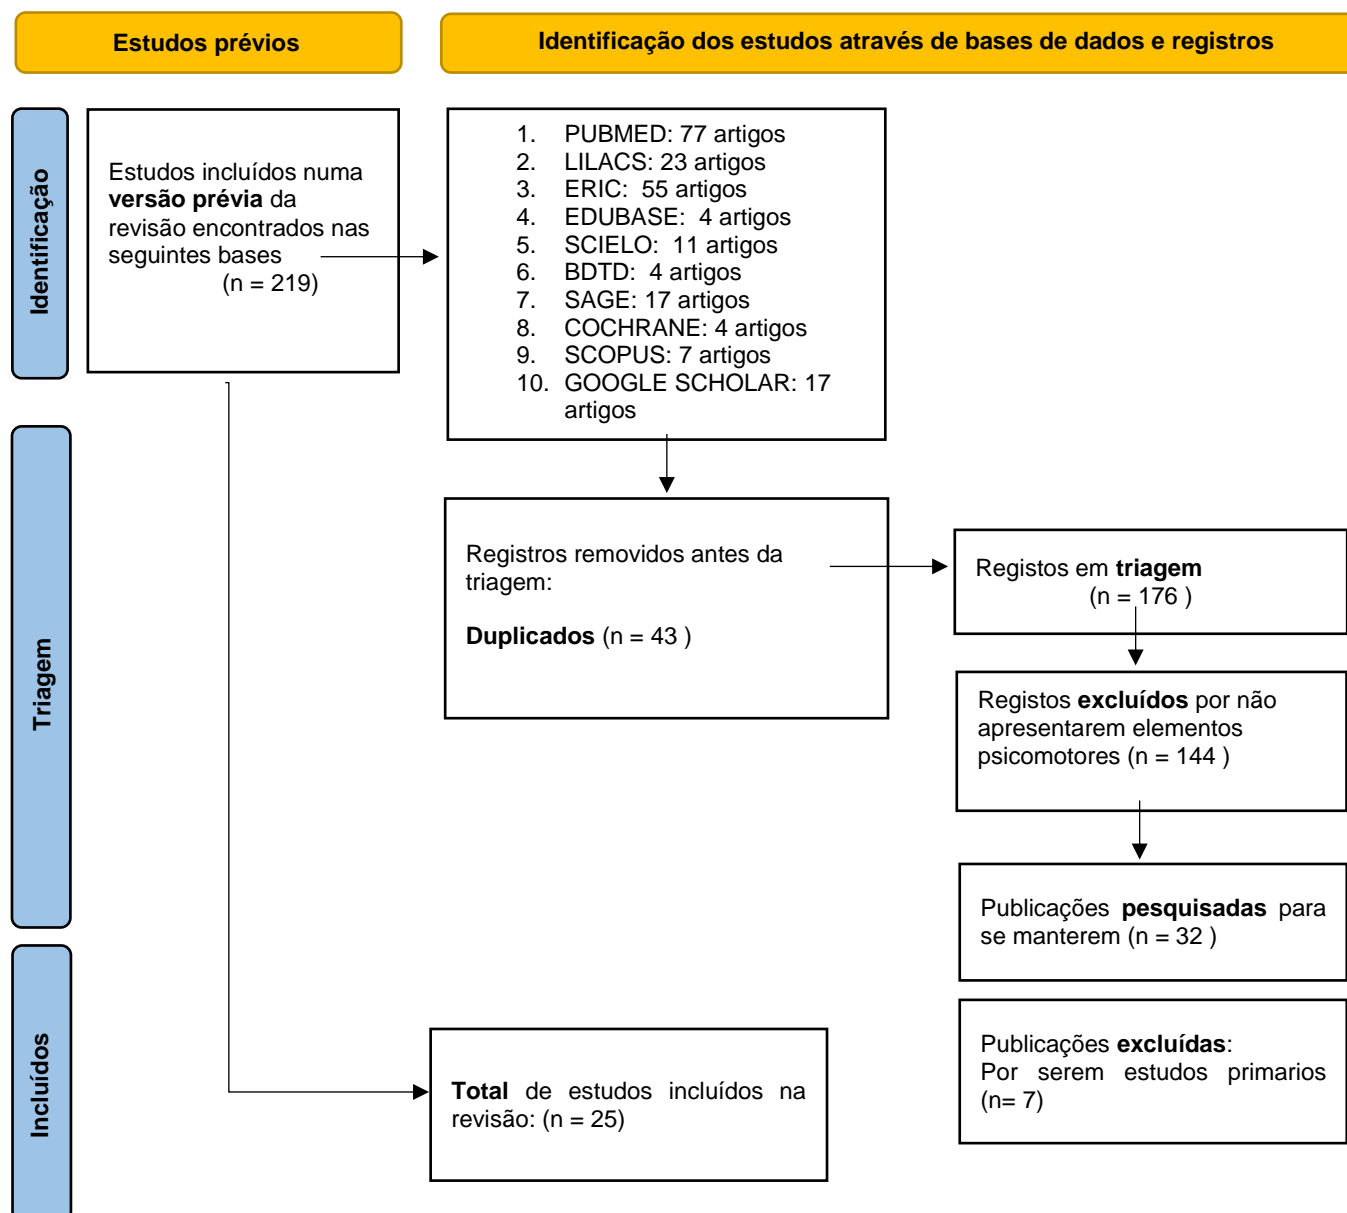 Estudos prévios
Identificação dos estudos através de bases de dados e registros
Identificação
Estudos incluídos numa
versão prévia da
revisão encontrados nas
seguintes bases
(n = 219)
1. PUBMED: 77 artigos
2. LILACS: 23 artigos
3. ERIC: 55 artigos
4. EDUBASE: 4 artigos
5. SCIELO: 11 artigos
6. BDTD: 4 artigos
7. SAGE: 17 artigos
8. COCHRANE: 4 artigos
9. SCOPUS: 7 artigos
10. GOOGLE SCHOLAR: 17
artigos
Triagem
Registros removidos antes da
triagem:
Duplicados (n = 43 )
Registos em triagem
(n = 176 )
Registos excluídos por não
apresentarem elementos
psicomotores (n = 144 )
Publicações pesquisadas para
se manterem (n = 32 )
Incluídos
Publicações excluídas:
Por serem estudos primarios
(n= 7)
Total de estudos incluídos na
revisão: (n = 25)